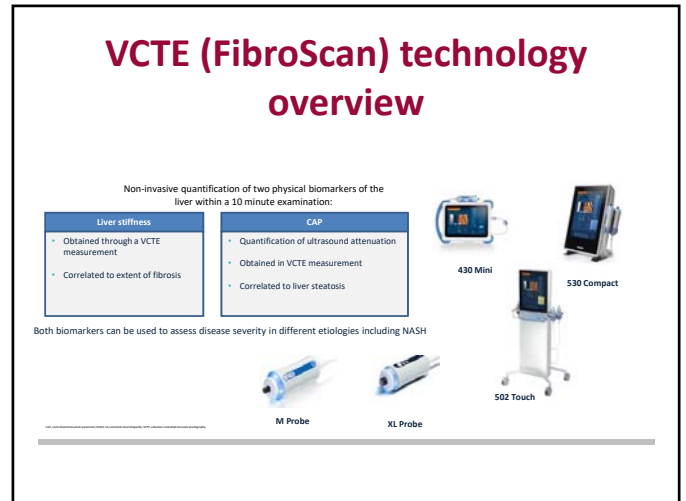 VCTE (FibroScan) technology
overview
Non-invasive quantification of two physical biomarkers of the
liver within a 10 minute examination:
Liver stiffness
• Obtained through a VCTE
measurement
• Correlated to extent of fibrosis
CAP
• Quantification of ultrasound attenuation
• Obtained in VCTE measurement
• Correlated to liver steatosis
Both biomarkers can be used to assess disease severity in different etiologies including NASH
430 Mini
530 Compact
502 Touch
M Probe
XL Probe